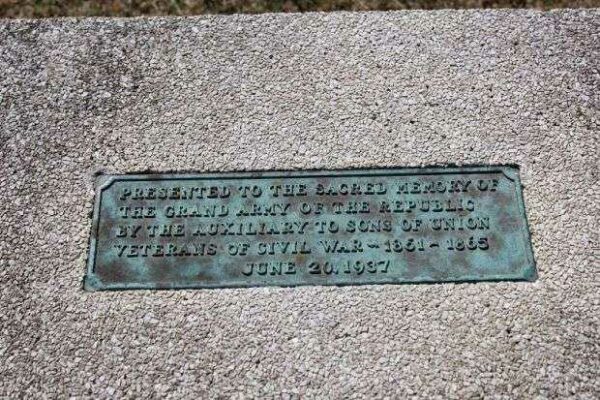 PRESENTED TO THE SACRED MEMORY OF
THE GRAND ARMY OF THE REPUBLIC
BY THE AUXILIARY TO SONS OF UNION
VETERANS OF CIVIL WAR ~ 1861 ~ 1865
JUNE 20, 1937